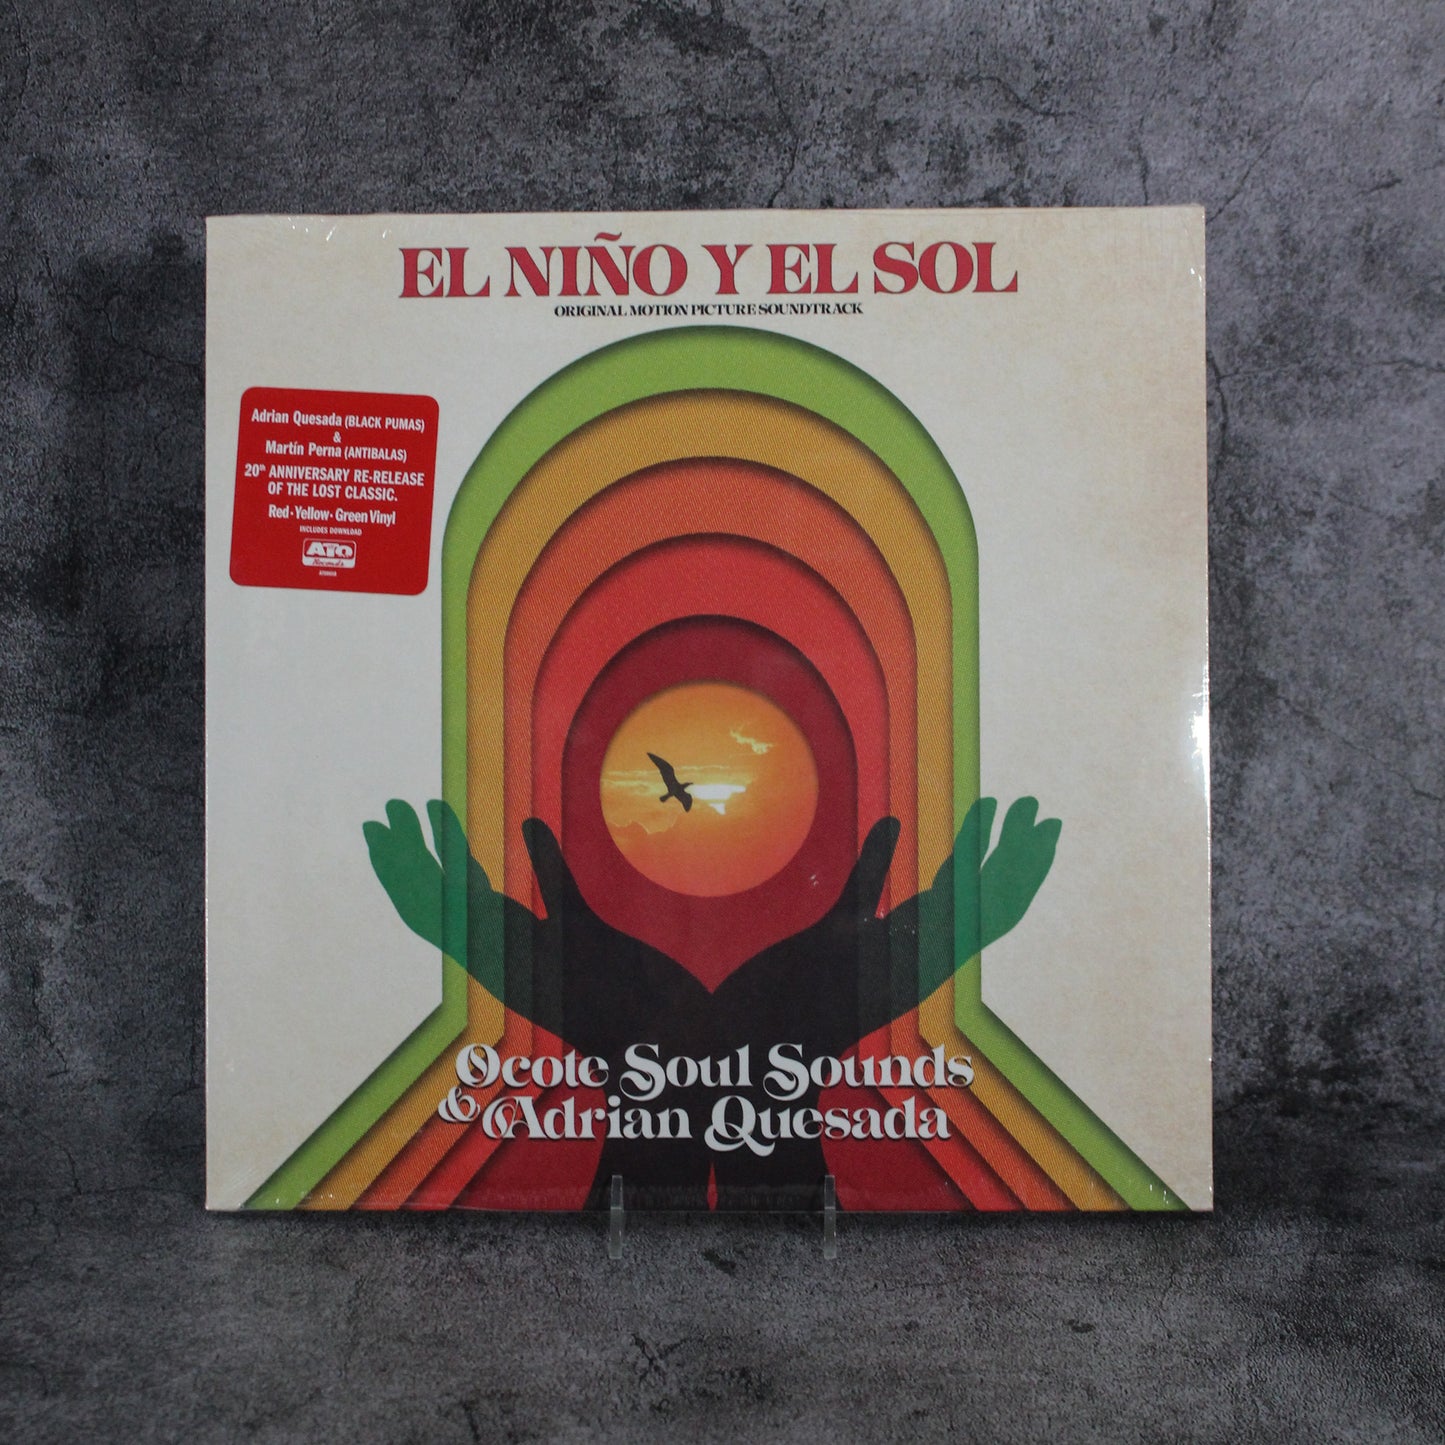 EL NIÑO Y EL SOL
ORIGINAL MOTION PICTURE SOUNDTRACK
Adrian Quesada (BLACK PUMAS)
&
Martín Perna (ANTIBALAS)
20th ANNIVERSARY RE-RELEASE
OF THE LOST CLASSIC.
Red·Yellow·Green Vinyl
INCLUDES DOWNLOAD
ATO
Records
Ocote Soul Sounds
& Adrian Quesada